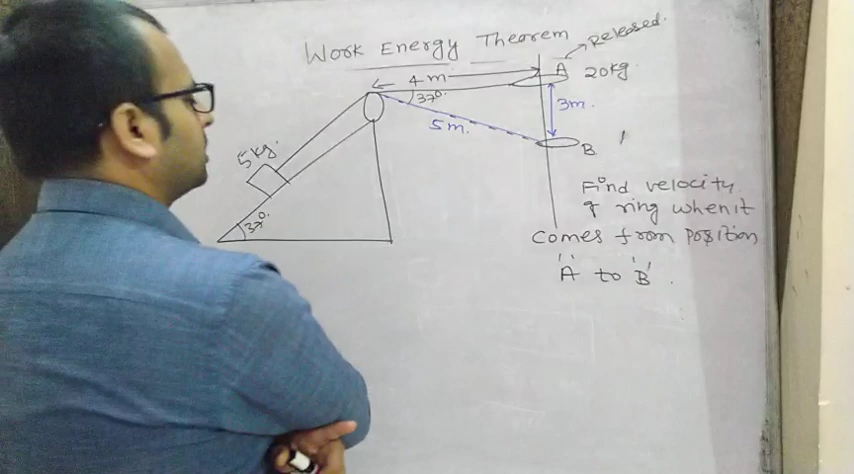 Work Energy Theorem
Released.
4 m
A 20kg.
37°.
3m.
5m.
5kg.
B.
37°.
Find velocity
of ring when it
comes from position
"A" to "B".